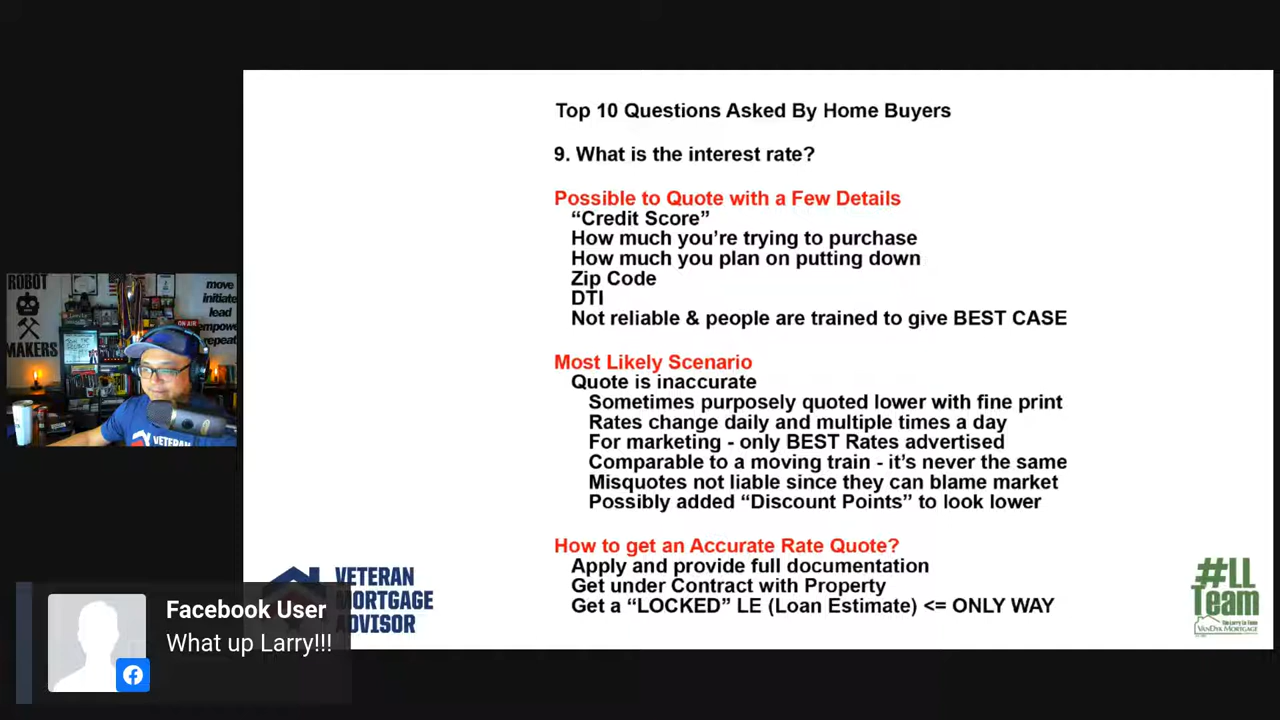 Top 10 Questions Asked By Home Buyers
9. What is the interest rate?
Possible to Quote with a Few Details
“Credit Score”
How much you’re trying to purchase
How much you plan on putting down
Zip Code
DTI
Not reliable & people are trained to give BEST CASE
Most Likely Scenario
Quote is inaccurate
Sometimes purposely quoted lower with fine print
Rates change daily and multiple times a day
For marketing - only BEST Rates advertised
Comparable to a moving train - it’s never the same
Misquotes not liable since they can blame market
Possibly added “Discount Points” to look lower
How to get an Accurate Rate Quote?
Apply and provide full documentation
Get under Contract with Property
Get a “LOCKED” LE (Loan Estimate) <= ONLY WAY
ROBOT
MAKERS
move
initiate
lead
empowe
repeat
ON AIR
VETERAN
VETERAN
MORTGAGE
ADVISOR
Facebook User
What up Larry!!!
#LL
Team
VANDYK MORTGAGE